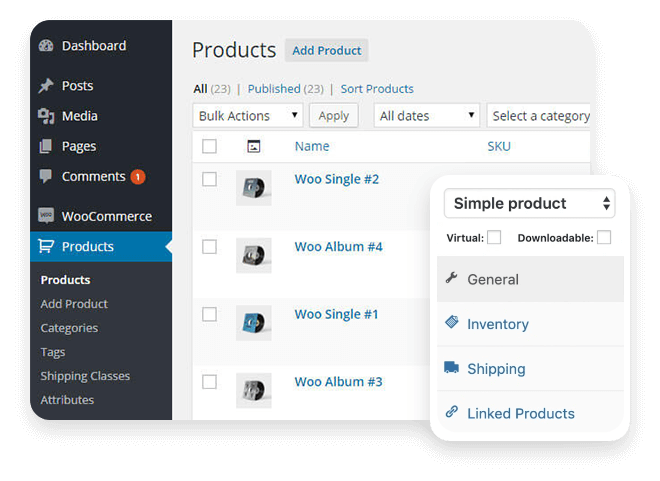 Dashboard
Posts
Media
Pages
Comments 1
WooCommerce
Products
Products
Add Product
Categories
Tags
Shipping Classes
Attributes
Products Add Product
All (23) | Published (23) | Sort Products
Bulk Actions Apply All dates Select a category
Name SKU
Woo Single #2
Woo Album #4
Woo Single #1
Woo Album #3
Simple product
Virtual: Downloadable:
General
Inventory
Shipping
Linked Products